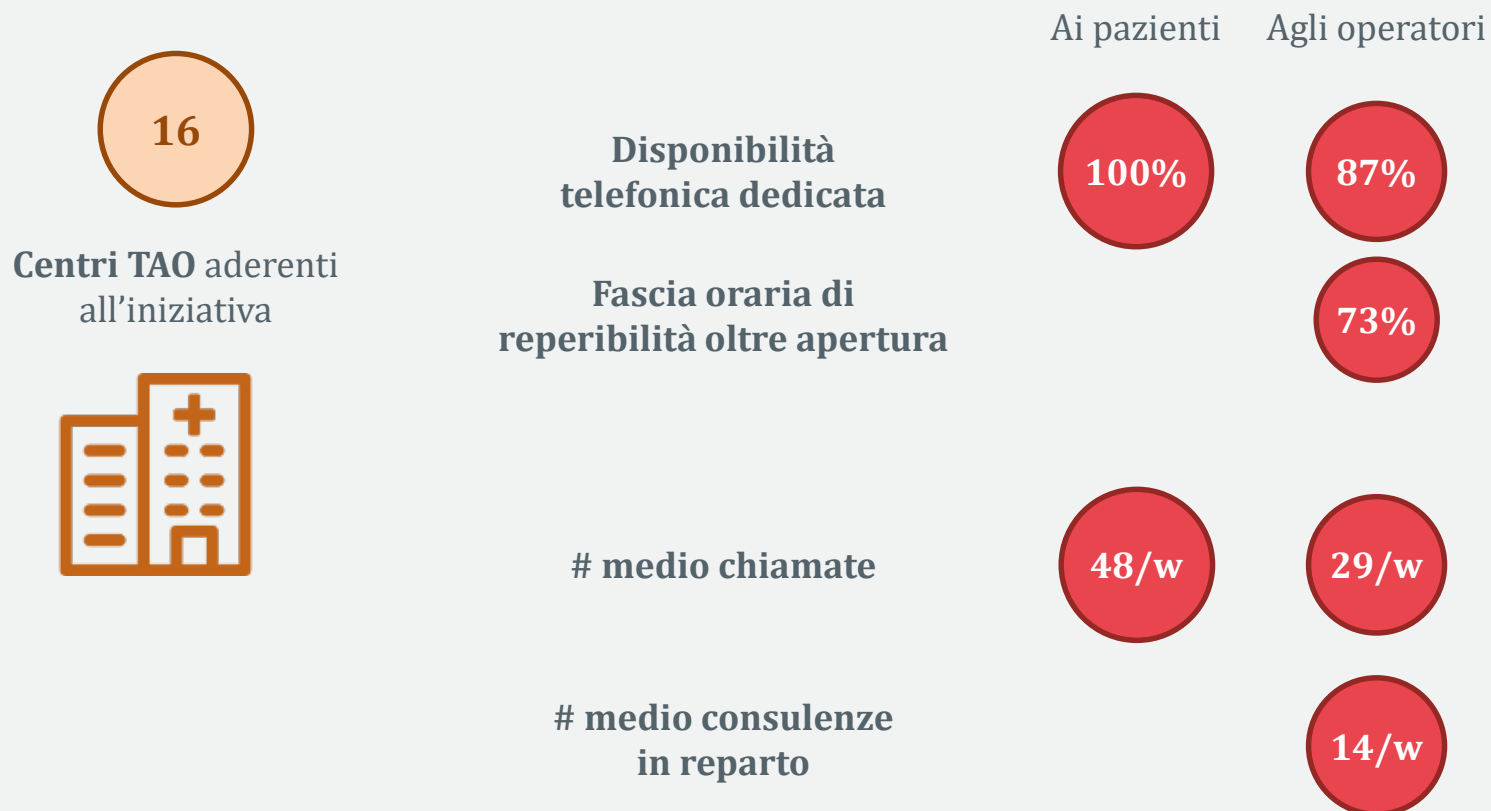 Ai pazienti
Agli operatori
16
Centri TAO aderenti
all’iniziativa
Disponibilità
telefonica dedicata
100%
87%
Fascia oraria di
reperibilità oltre apertura
73%
# medio chiamate
48/w
29/w
# medio consulenze
in reparto
14/w